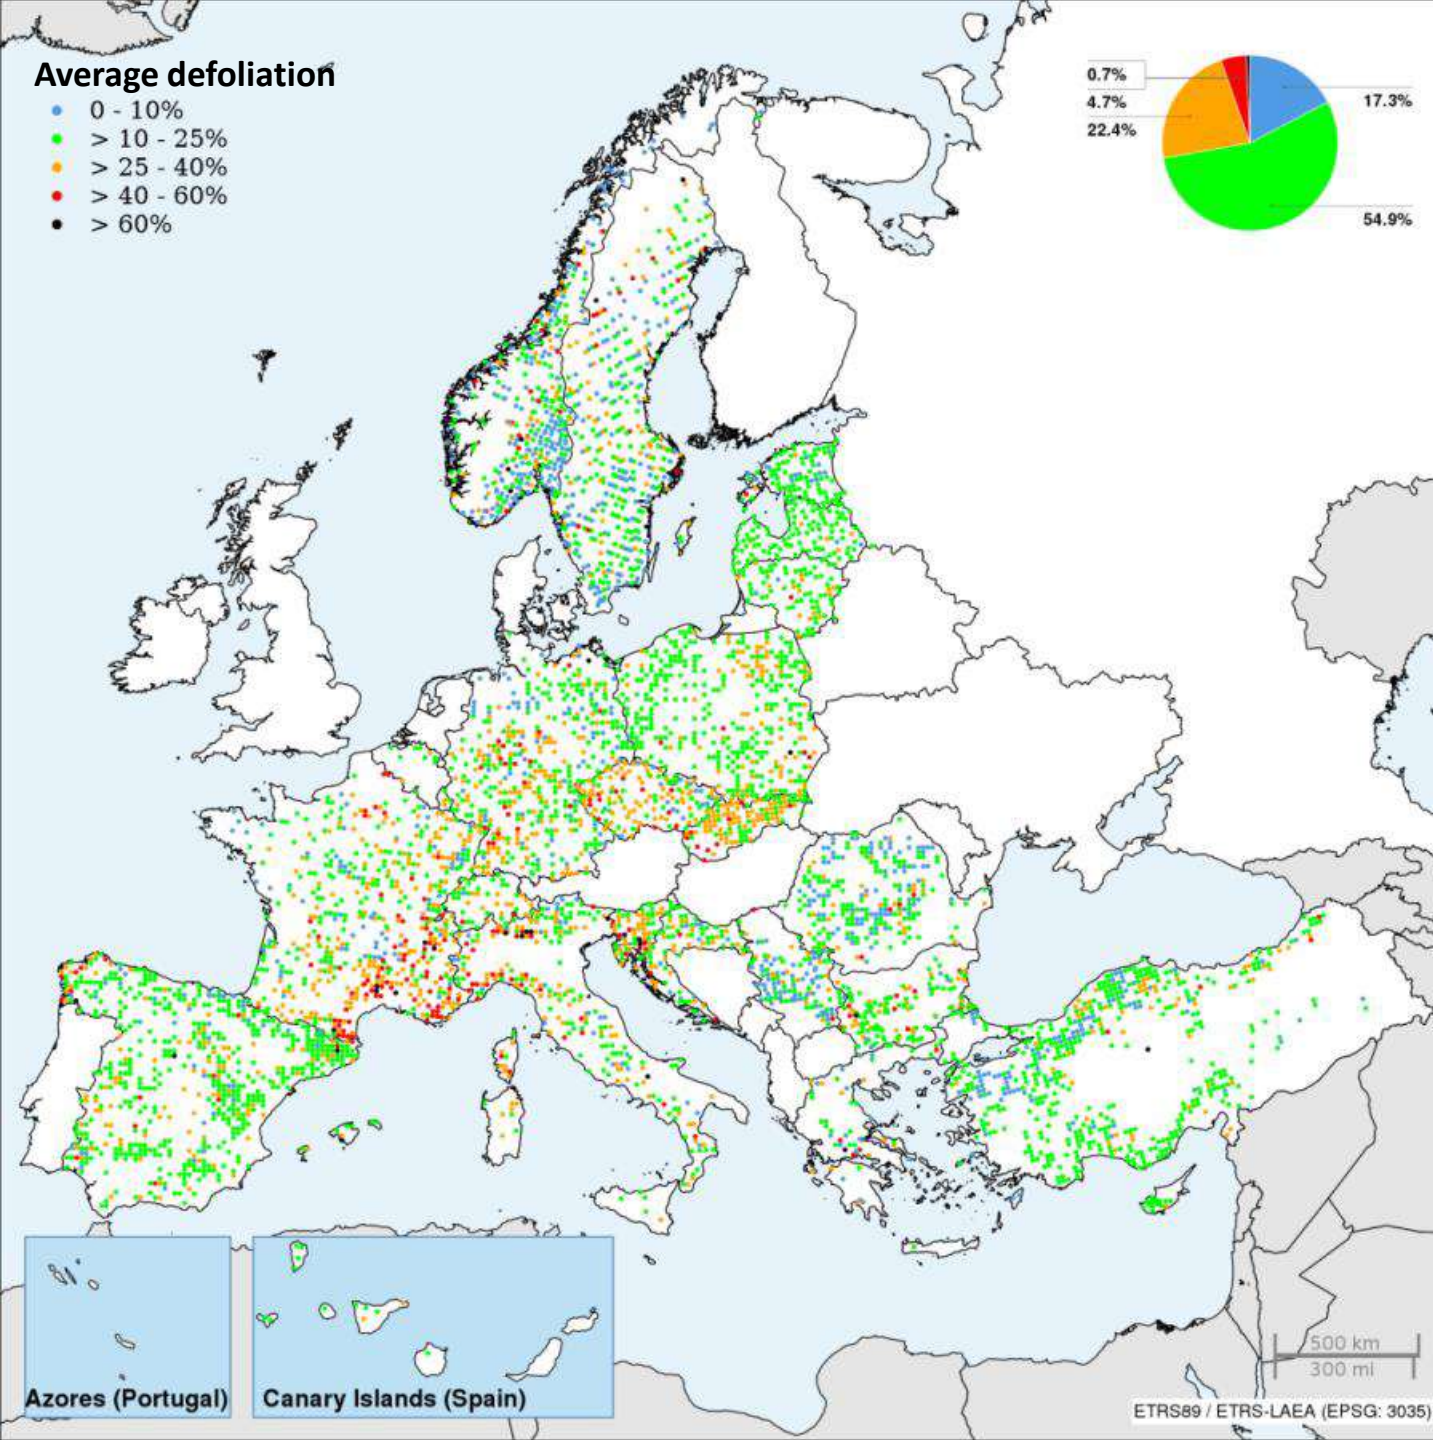 Average defoliation
0 - 10%
> 10 - 25%
> 25 - 40%
> 40 - 60%
> 60%
0.7%
4.7%
22.4%
17.3%
54.9%
Azores (Portugal)
Canary Islands (Spain)
500 km
300 mi
ETRS89 / ETRS-LAEA (EPSG: 3035)